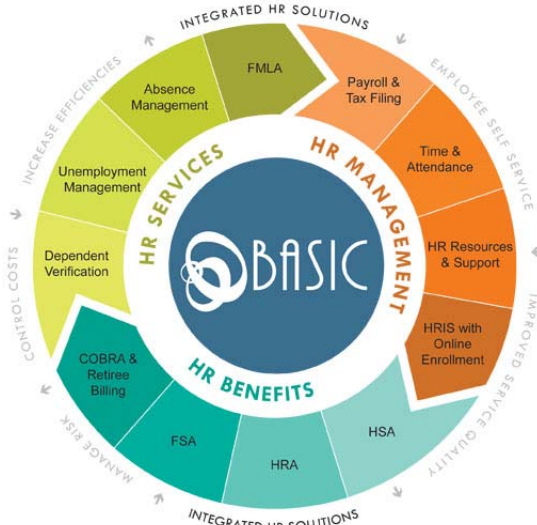 INTEGRATED HR SOLUTIONS
EMPLOYEE SELF SERVICE
IMPROVED SERVICE QUALITY
INTEGRATED HR SOLUTIONS
MANAGE RISK
CONTROL COSTS
INCREASE EFFICIENCIES
FMLA
Payroll &
Tax Filing
Time &
Attendance
HR Resources
& Support
HRIS with
Online
Enrollment
HSA
HRA
FSA
COBRA &
Retiree
Billing
Dependent
Verification
Unemployment
Management
Absence
Management
HR SERVICES
HR MANAGEMENT
HR BENEFITS
BASIC